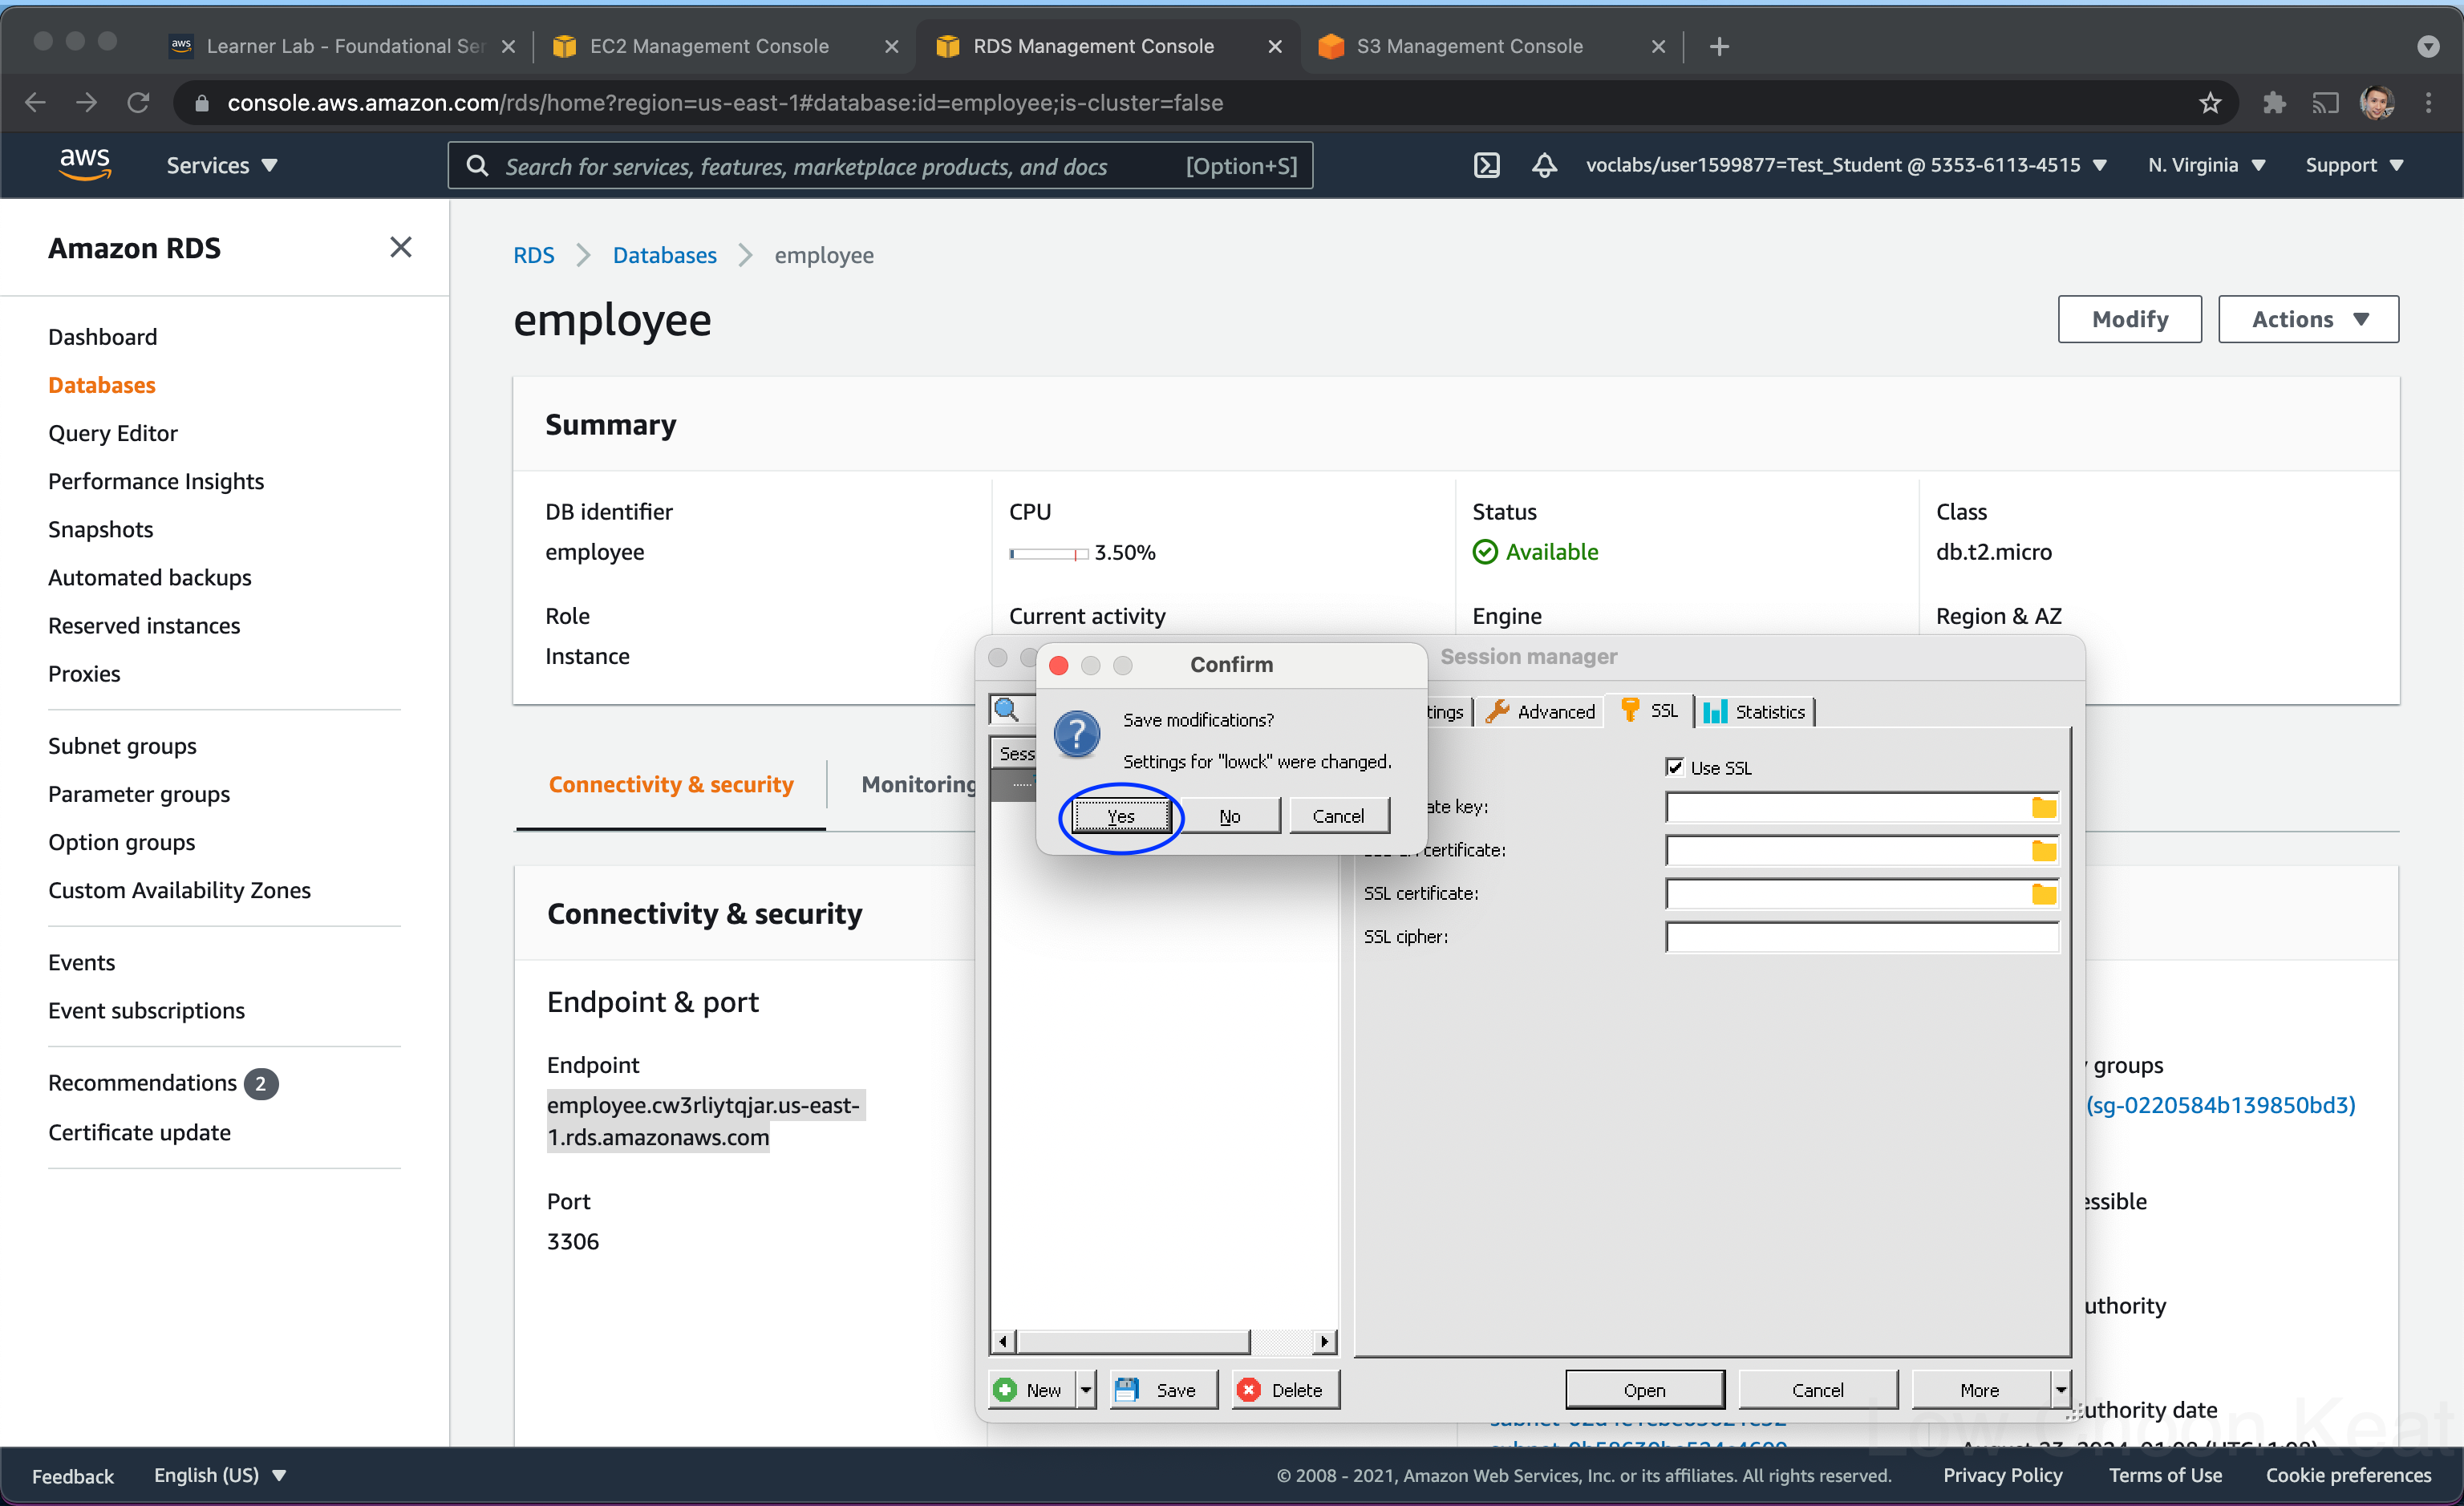 aws Learner Lab - Foundational Ser
EC2 Management Console
RDS Management Console
S3 Management Console
console.aws.amazon.com/rds/home?region=us-east-1#database:id=employee;is-cluster=false
aws Services Search for services, features, marketplace products, and docs [Option+S] voclabs/user1599877=Test_Student @ 5353-6113-4515 N. Virginia Support
Amazon RDS
Dashboard
Databases
Query Editor
Performance Insights
Snapshots
Automated backups
Reserved instances
Proxies
Subnet groups
Parameter groups
Option groups
Custom Availability Zones
Events
Event subscriptions
Recommendations 2
Certificate update
RDS Databases employee
employee
Modify Actions
Summary
DB identifier
employee
CPU
3.50%
Status
Available
Class
db.t2.micro
Role
Instance
Current activity
Engine
Region & AZ
Connectivity & security Monitoring
Connectivity & security
Endpoint & port
Endpoint
employee.cw3rliytqjar.us-east-
1.rds.amazonaws.com
Port
3306
Session manager
Confirm
Save modifications?
Settings for "lowck" were changed.
Yes No Cancel
Sess
tings Advanced SSL Statistics
Use SSL
ate key:
certificate:
SSL certificate:
SSL cipher:
New Save Delete Open Cancel More
groups
(sg-0220584b139850bd3)
essible
uthority
uthority date
Low Choon Keat
Feedback English (US) © 2008 - 2021, Amazon Web Services, Inc. or its affiliates. All rights reserved. Privacy Policy Terms of Use Cookie preferences